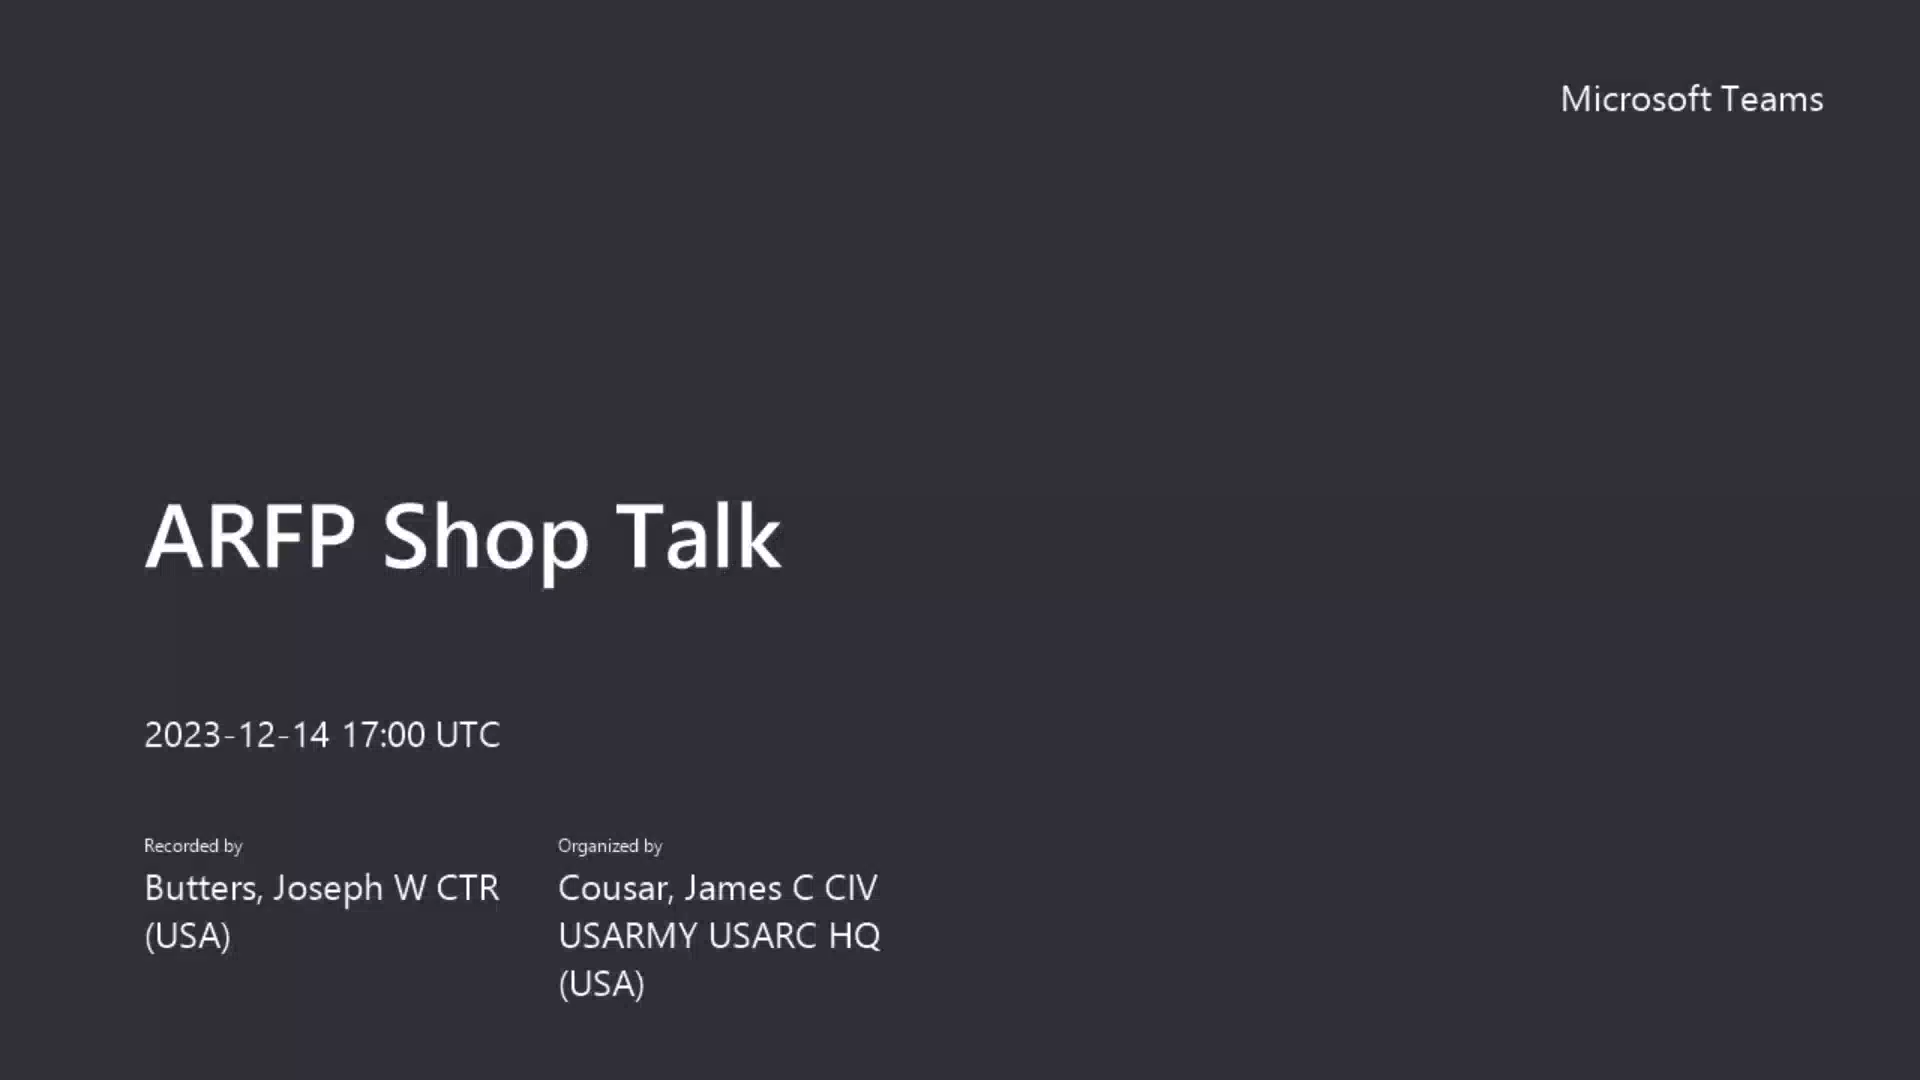 Microsoft Teams
ARFP Shop Talk
2023-12-14 17:00 UTC
Recorded by
Butters, Joseph W CTR
(USA)
Organized by
Cousar, James C CIV
USARMY USARC HQ
(USA)